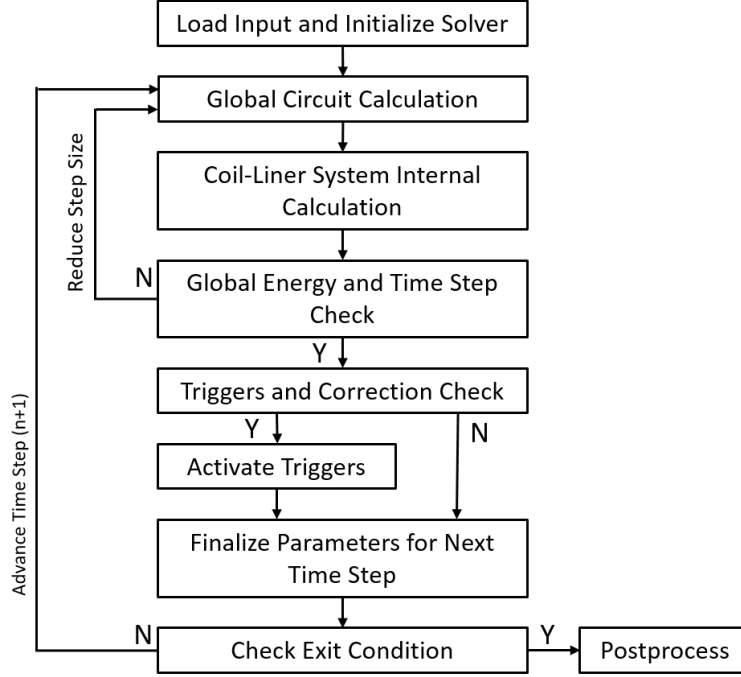 Load Input and Initialize Solver
Global Circuit Calculation
Reduce Step Size
Coil-Liner System Internal
Calculation
N
Global Energy and Time Step
Check
Y
Advance Time Step (n+1)
Triggers and Correction Check
Y
N
Activate Triggers
Finalize Parameters for Next
Time Step
N
Check Exit Condition
Y
Postprocess